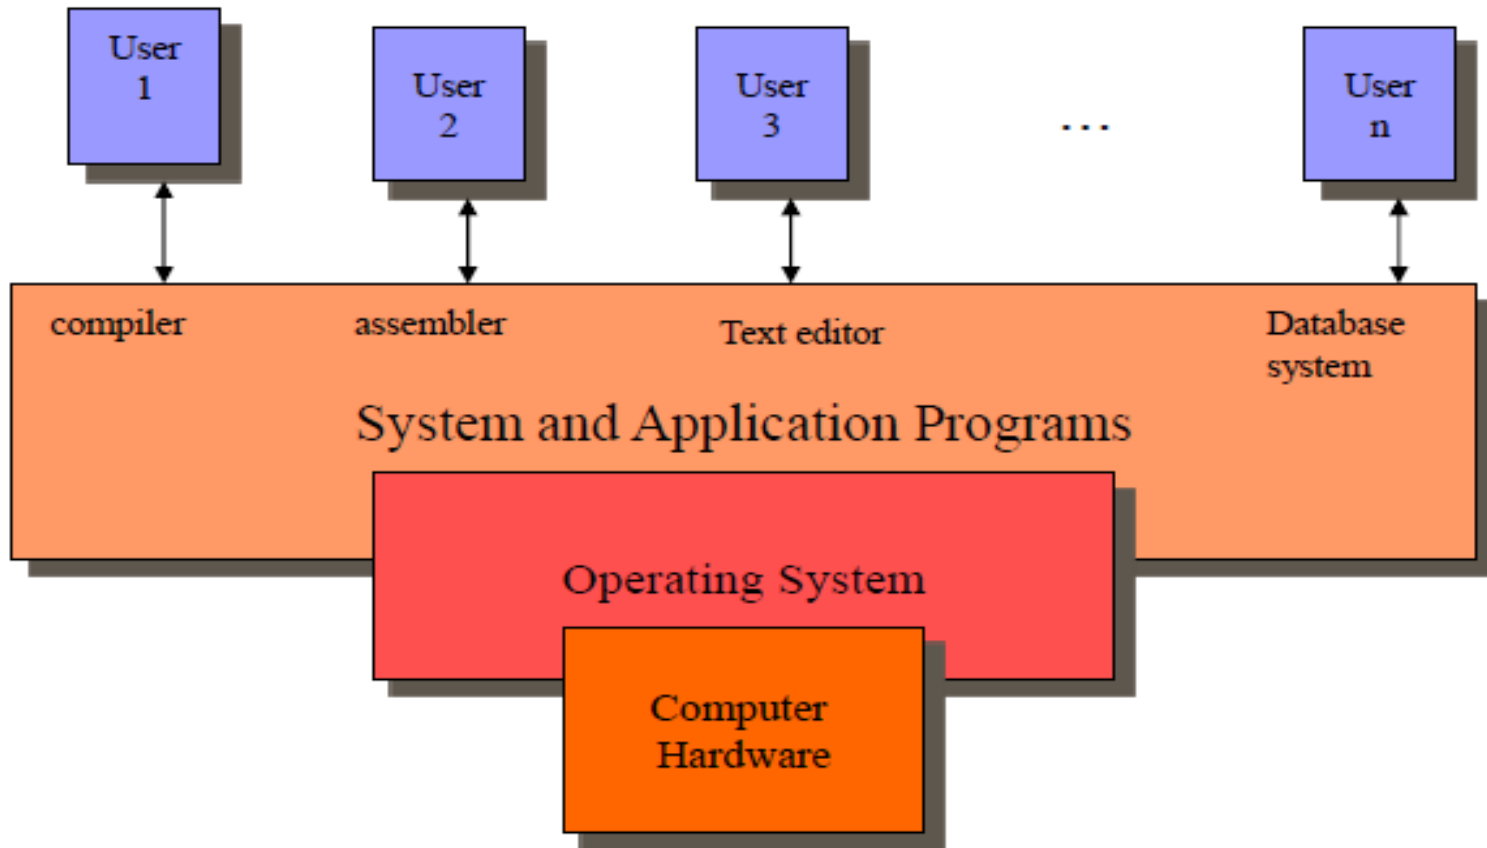 User
1
User
2
User
3
...
User
n
compiler
assembler
Text editor
Database
system
System and Application Programs
Operating System
Computer
Hardware